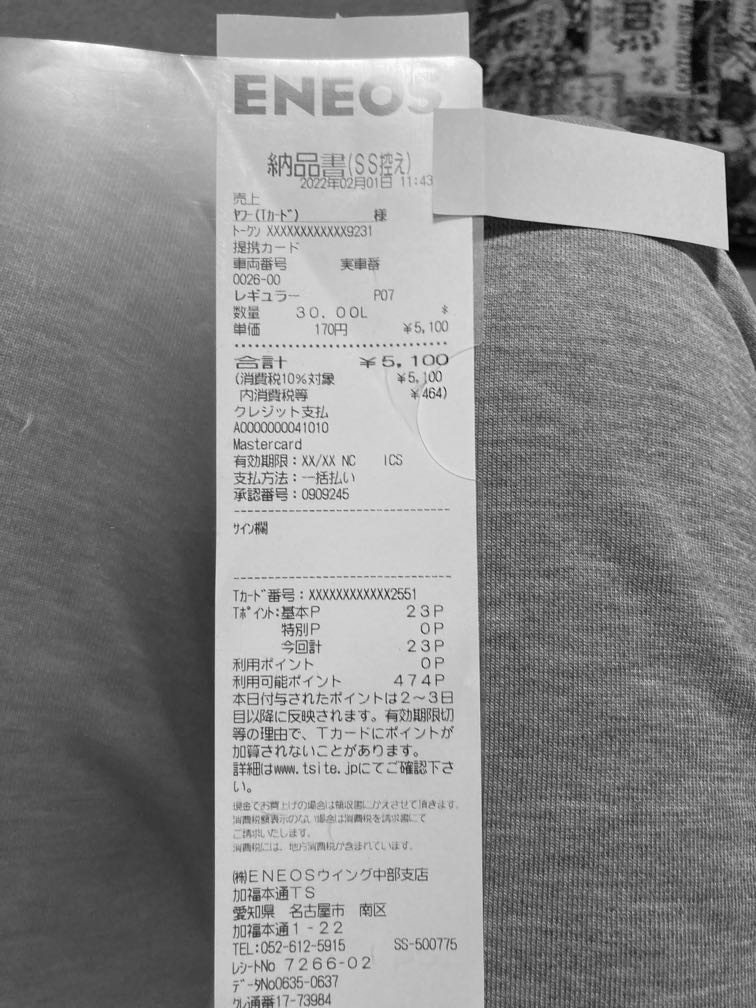 ENEOS
納品書(SS控え)
2022年02月01日 11:43
売上
ﾔﾌｰ(Tｶｰﾄﾞ) 様
ﾄｰｸﾝ XXXXXXXXXXXX9231
提携カード
車両番号 実車番
0026-00
レギュラー P07
数量 30.00L *
単価 170円 ¥5,100
合計 ¥5,100
(消費税10%対象 ¥5,100
内消費税等 ¥464)
クレジット支払
A0000000041010
Mastercard
有効期限:XX/XX NC ICS
支払方法:一括払い
承認番号:0909245
サイン欄
Tｶｰﾄﾞ番号:XXXXXXXXXXXX2551
Tﾎﾟｲﾝﾄ:基本P 23P
特別P 0P
今回計 23P
利用ポイント 0P
利用可能ポイント 474P
本日付与されたポイントは2~3日
目以降に反映されます。有効期限切
等の理由で、Tカードにポイントが
加算されないことがあります。
詳細はwww.tsite.jpにてご確認下さ
い。
現金でお買上げの場合は領収書にかえさせて頂きます。
消費税額表示のない場合は消費税を請求書にて
ご請求いたします。
消費税には、地方消費税が含まれています。
㈱ENEOSウイング中部支店
加福本通TS
愛知県 名古屋市 南区
加福本通1-22
TEL:052-612-5915 SS-500775
ﾚｼｰﾄNo 7266-02
ﾃﾞｰﾀNo0635-0637
ｸﾚ通番17-73984